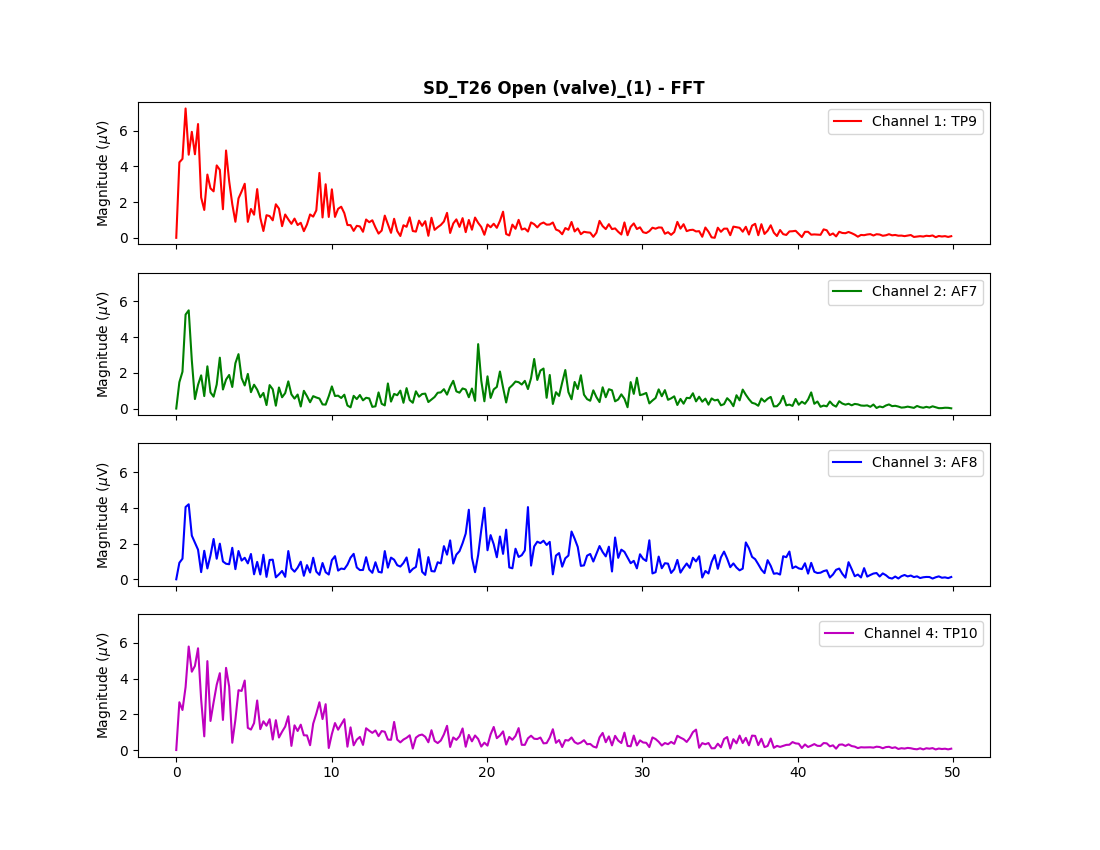 SD_T26 Open (valve)_(1) - FFT
Magnitude (μV)
6
4
2
0
Channel 1: TP9
Magnitude (μV)
6
4
2
0
Channel 2: AF7
Magnitude (μV)
6
4
2
0
Channel 3: AF8
Magnitude (μV)
6
4
2
0
Channel 4: TP10
0 10 20 30 40 50